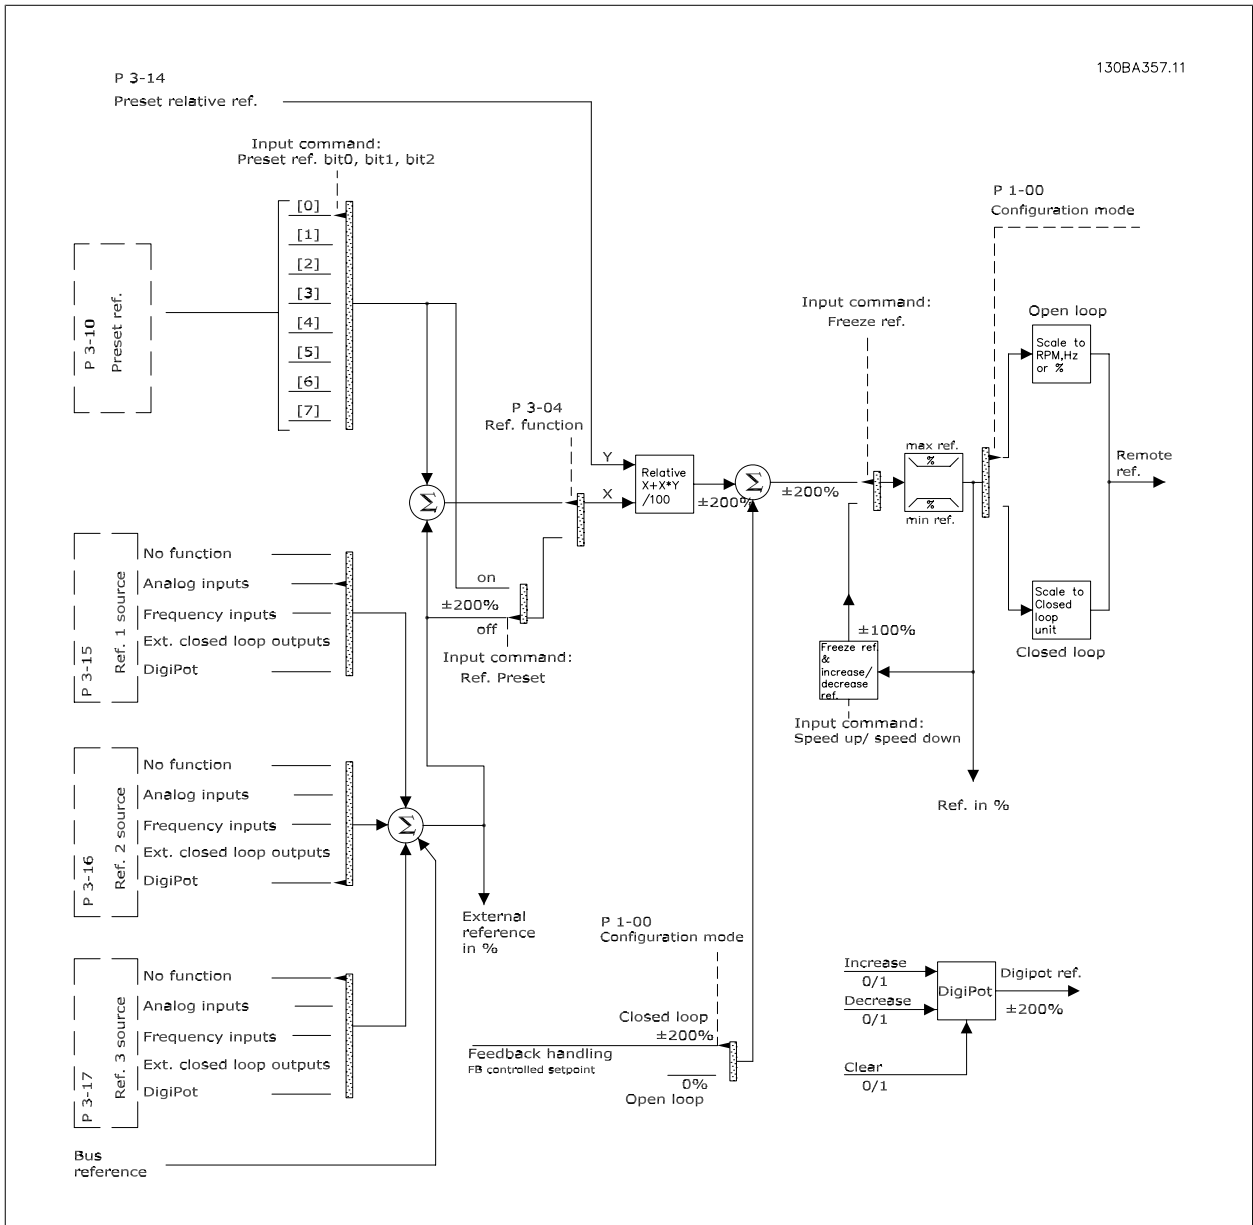 130BA357.11
P 3-14
Preset relative ref.
Input command:
Preset ref. bit0, bit1, bit2
[0]
[1]
[2]
[3]
[4]
[5]
[6]
[7]
P 3-10
Preset ref.
P 1-00
Configuration mode
Input command:
Freeze ref.
Open loop
Scale to
RPM,Hz
or %
P 3-04
Ref. function
Y
X
Relative
X+X*Y
/100
±200%
Σ
±200%
max ref.
%
%
min ref.
Remote
ref.
Σ
on
±200%
off
Input command:
Ref. Preset
±100%
Freeze ref.
&
increase/
decrease
ref.
Input command:
Speed up/ speed down
Scale to
Closed
loop
unit
Closed loop
Ref. in %
P 3-15
Ref. 1 source
No function
Analog inputs
Frequency inputs
Ext. closed loop outputs
DigiPot
P 3-16
Ref. 2 source
No function
Analog inputs
Frequency inputs
Ext. closed loop outputs
DigiPot
Σ
External
reference
in %
P 3-17
Ref. 3 source
No function
Analog inputs
Frequency inputs
Ext. closed loop outputs
DigiPot
Bus
reference
P 1-00
Configuration mode
Closed loop
±200%
Feedback handling
FB controlled setpoint
0%
Open loop
Increase
0/1
Decrease
0/1
Clear
0/1
DigiPot
Digipot ref.
±200%